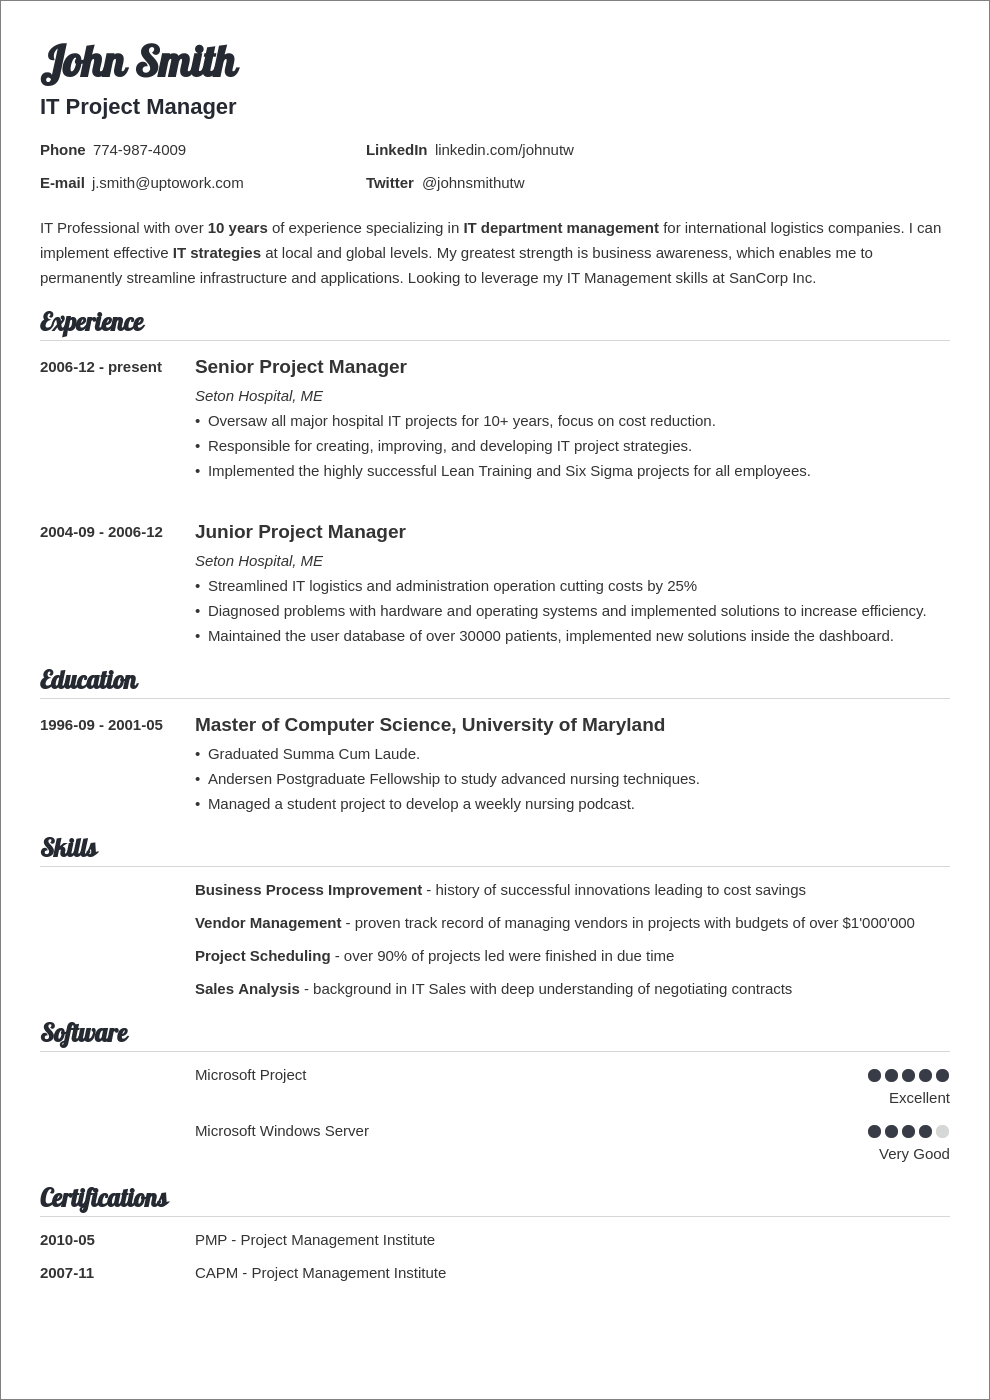 John Smith
IT Project Manager
Phone 774-987-4009 LinkedIn linkedin.com/johnutw
E-mail j.smith@uptowork.com Twitter @johnsmithutw
IT Professional with over 10 years of experience specializing in IT department management for international logistics companies. I can
implement effective IT strategies at local and global levels. My greatest strength is business awareness, which enables me to
permanently streamline infrastructure and applications. Looking to leverage my IT Management skills at SanCorp Inc.
Experience
2006-12 - present Senior Project Manager
Seton Hospital, ME
• Oversaw all major hospital IT projects for 10+ years, focus on cost reduction.
• Responsible for creating, improving, and developing IT project strategies.
• Implemented the highly successful Lean Training and Six Sigma projects for all employees.
2004-09 - 2006-12 Junior Project Manager
Seton Hospital, ME
• Streamlined IT logistics and administration operation cutting costs by 25%
• Diagnosed problems with hardware and operating systems and implemented solutions to increase efficiency.
• Maintained the user database of over 30000 patients, implemented new solutions inside the dashboard.
Education
1996-09 - 2001-05 Master of Computer Science, University of Maryland
• Graduated Summa Cum Laude.
• Andersen Postgraduate Fellowship to study advanced nursing techniques.
• Managed a student project to develop a weekly nursing podcast.
Skills
Business Process Improvement - history of successful innovations leading to cost savings
Vendor Management - proven track record of managing vendors in projects with budgets of over $1'000'000
Project Scheduling - over 90% of projects led were finished in due time
Sales Analysis - background in IT Sales with deep understanding of negotiating contracts
Software
Microsoft Project
Excellent
Microsoft Windows Server
Very Good
Certifications
2010-05 PMP - Project Management Institute
2007-11 CAPM - Project Management Institute